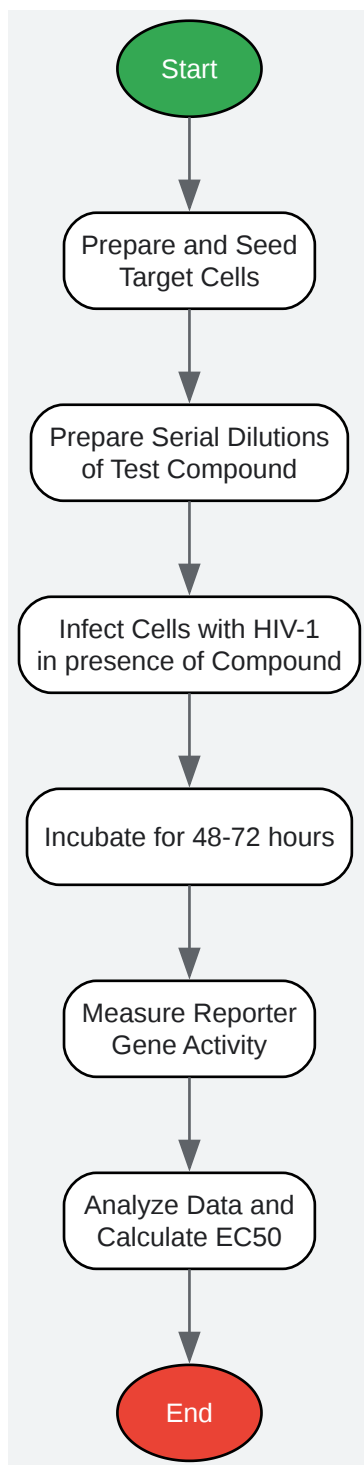 Start
Prepare and Seed
Target Cells
Prepare Serial Dilutions
of Test Compound
Infect Cells with HIV-1
in presence of Compound
Incubate for 48-72 hours
Measure Reporter
Gene Activity
Analyze Data and
Calculate EC50
End